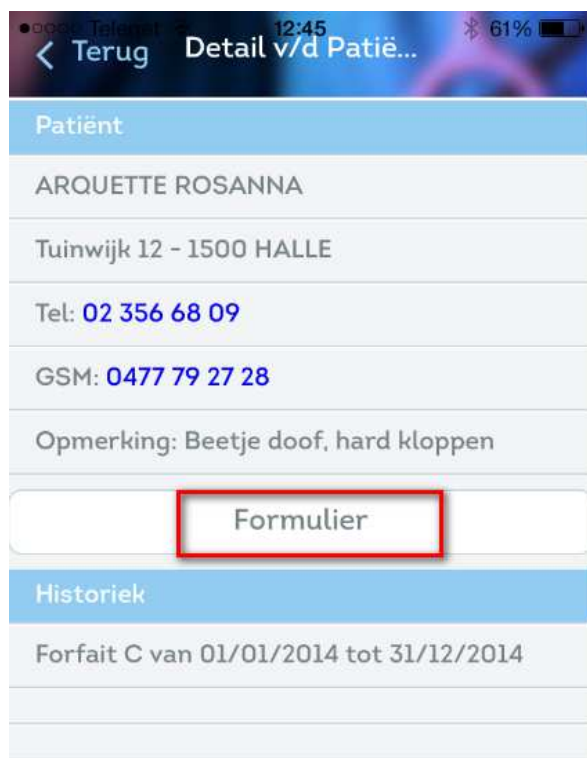 Telenet 12:45 61%
Terug Detail v/d Patië...
Patiënt
ARQUETTE ROSANNA
Tuinwijk 12 - 1500 HALLE
Tel: 02 356 68 09
GSM: 0477 79 27 28
Opmerking: Beetje doof, hard kloppen
Formulier
Historiek
Forfait C van 01/01/2014 tot 31/12/2014